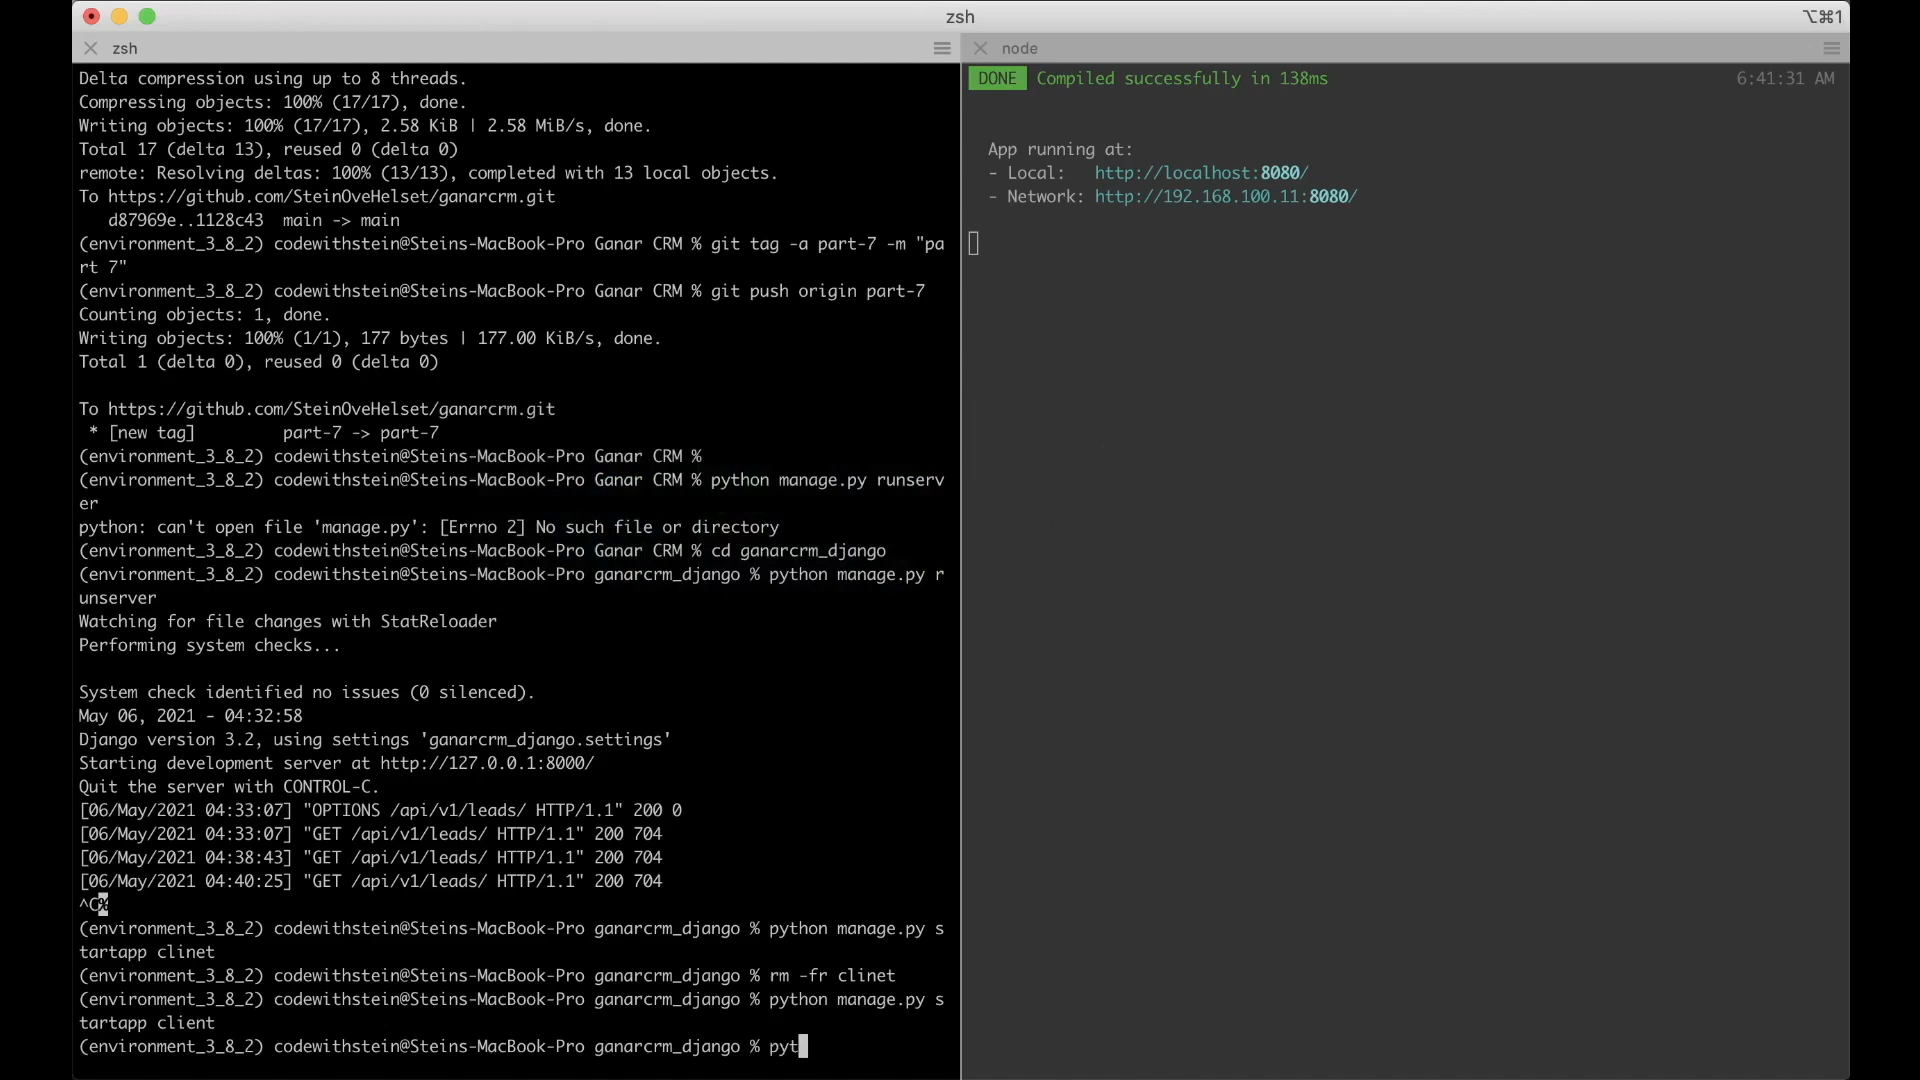 zsh
⌥⌘1
zsh
Delta compression using up to 8 threads.
Compressing objects: 100% (17/17), done.
Writing objects: 100% (17/17), 2.58 KiB | 2.58 MiB/s, done.
Total 17 (delta 13), reused 0 (delta 0)
remote: Resolving deltas: 100% (13/13), completed with 13 local objects.
To https://github.com/SteinOveHelset/ganarcrm.git
   d87969e..1128c43  main -> main
(environment_3_8_2) codewithstein@Steins-MacBook-Pro Ganar CRM % git tag -a part-7 -m "pa
rt 7"
(environment_3_8_2) codewithstein@Steins-MacBook-Pro Ganar CRM % git push origin part-7
Counting objects: 1, done.
Writing objects: 100% (1/1), 177 bytes | 177.00 KiB/s, done.
Total 1 (delta 0), reused 0 (delta 0)
To https://github.com/SteinOveHelset/ganarcrm.git
 * [new tag]         part-7 -> part-7
(environment_3_8_2) codewithstein@Steins-MacBook-Pro Ganar CRM %
(environment_3_8_2) codewithstein@Steins-MacBook-Pro Ganar CRM % python manage.py runserv
er
python: can't open file 'manage.py': [Errno 2] No such file or directory
(environment_3_8_2) codewithstein@Steins-MacBook-Pro Ganar CRM % cd ganarcrm_django
(environment_3_8_2) codewithstein@Steins-MacBook-Pro ganarcrm_django % python manage.py r
unserver
Watching for file changes with StatReloader
Performing system checks...
System check identified no issues (0 silenced).
May 06, 2021 - 04:32:58
Django version 3.2, using settings 'ganarcrm_django.settings'
Starting development server at http://127.0.0.1:8000/
Quit the server with CONTROL-C.
[06/May/2021 04:33:07] "OPTIONS /api/v1/leads/ HTTP/1.1" 200 0
[06/May/2021 04:33:07] "GET /api/v1/leads/ HTTP/1.1" 200 704
[06/May/2021 04:38:43] "GET /api/v1/leads/ HTTP/1.1" 200 704
[06/May/2021 04:40:25] "GET /api/v1/leads/ HTTP/1.1" 200 704
^C%
(environment_3_8_2) codewithstein@Steins-MacBook-Pro ganarcrm_django % python manage.py s
tartapp clinet
(environment_3_8_2) codewithstein@Steins-MacBook-Pro ganarcrm_django % rm -fr clinet
(environment_3_8_2) codewithstein@Steins-MacBook-Pro ganarcrm_django % python manage.py s
tartapp client
(environment_3_8_2) codewithstein@Steins-MacBook-Pro ganarcrm_django % pyt
node
DONE Compiled successfully in 138ms 6:41:31 AM
App running at:
- Local:   http://localhost:8080/
- Network: http://192.168.100.11:8080/